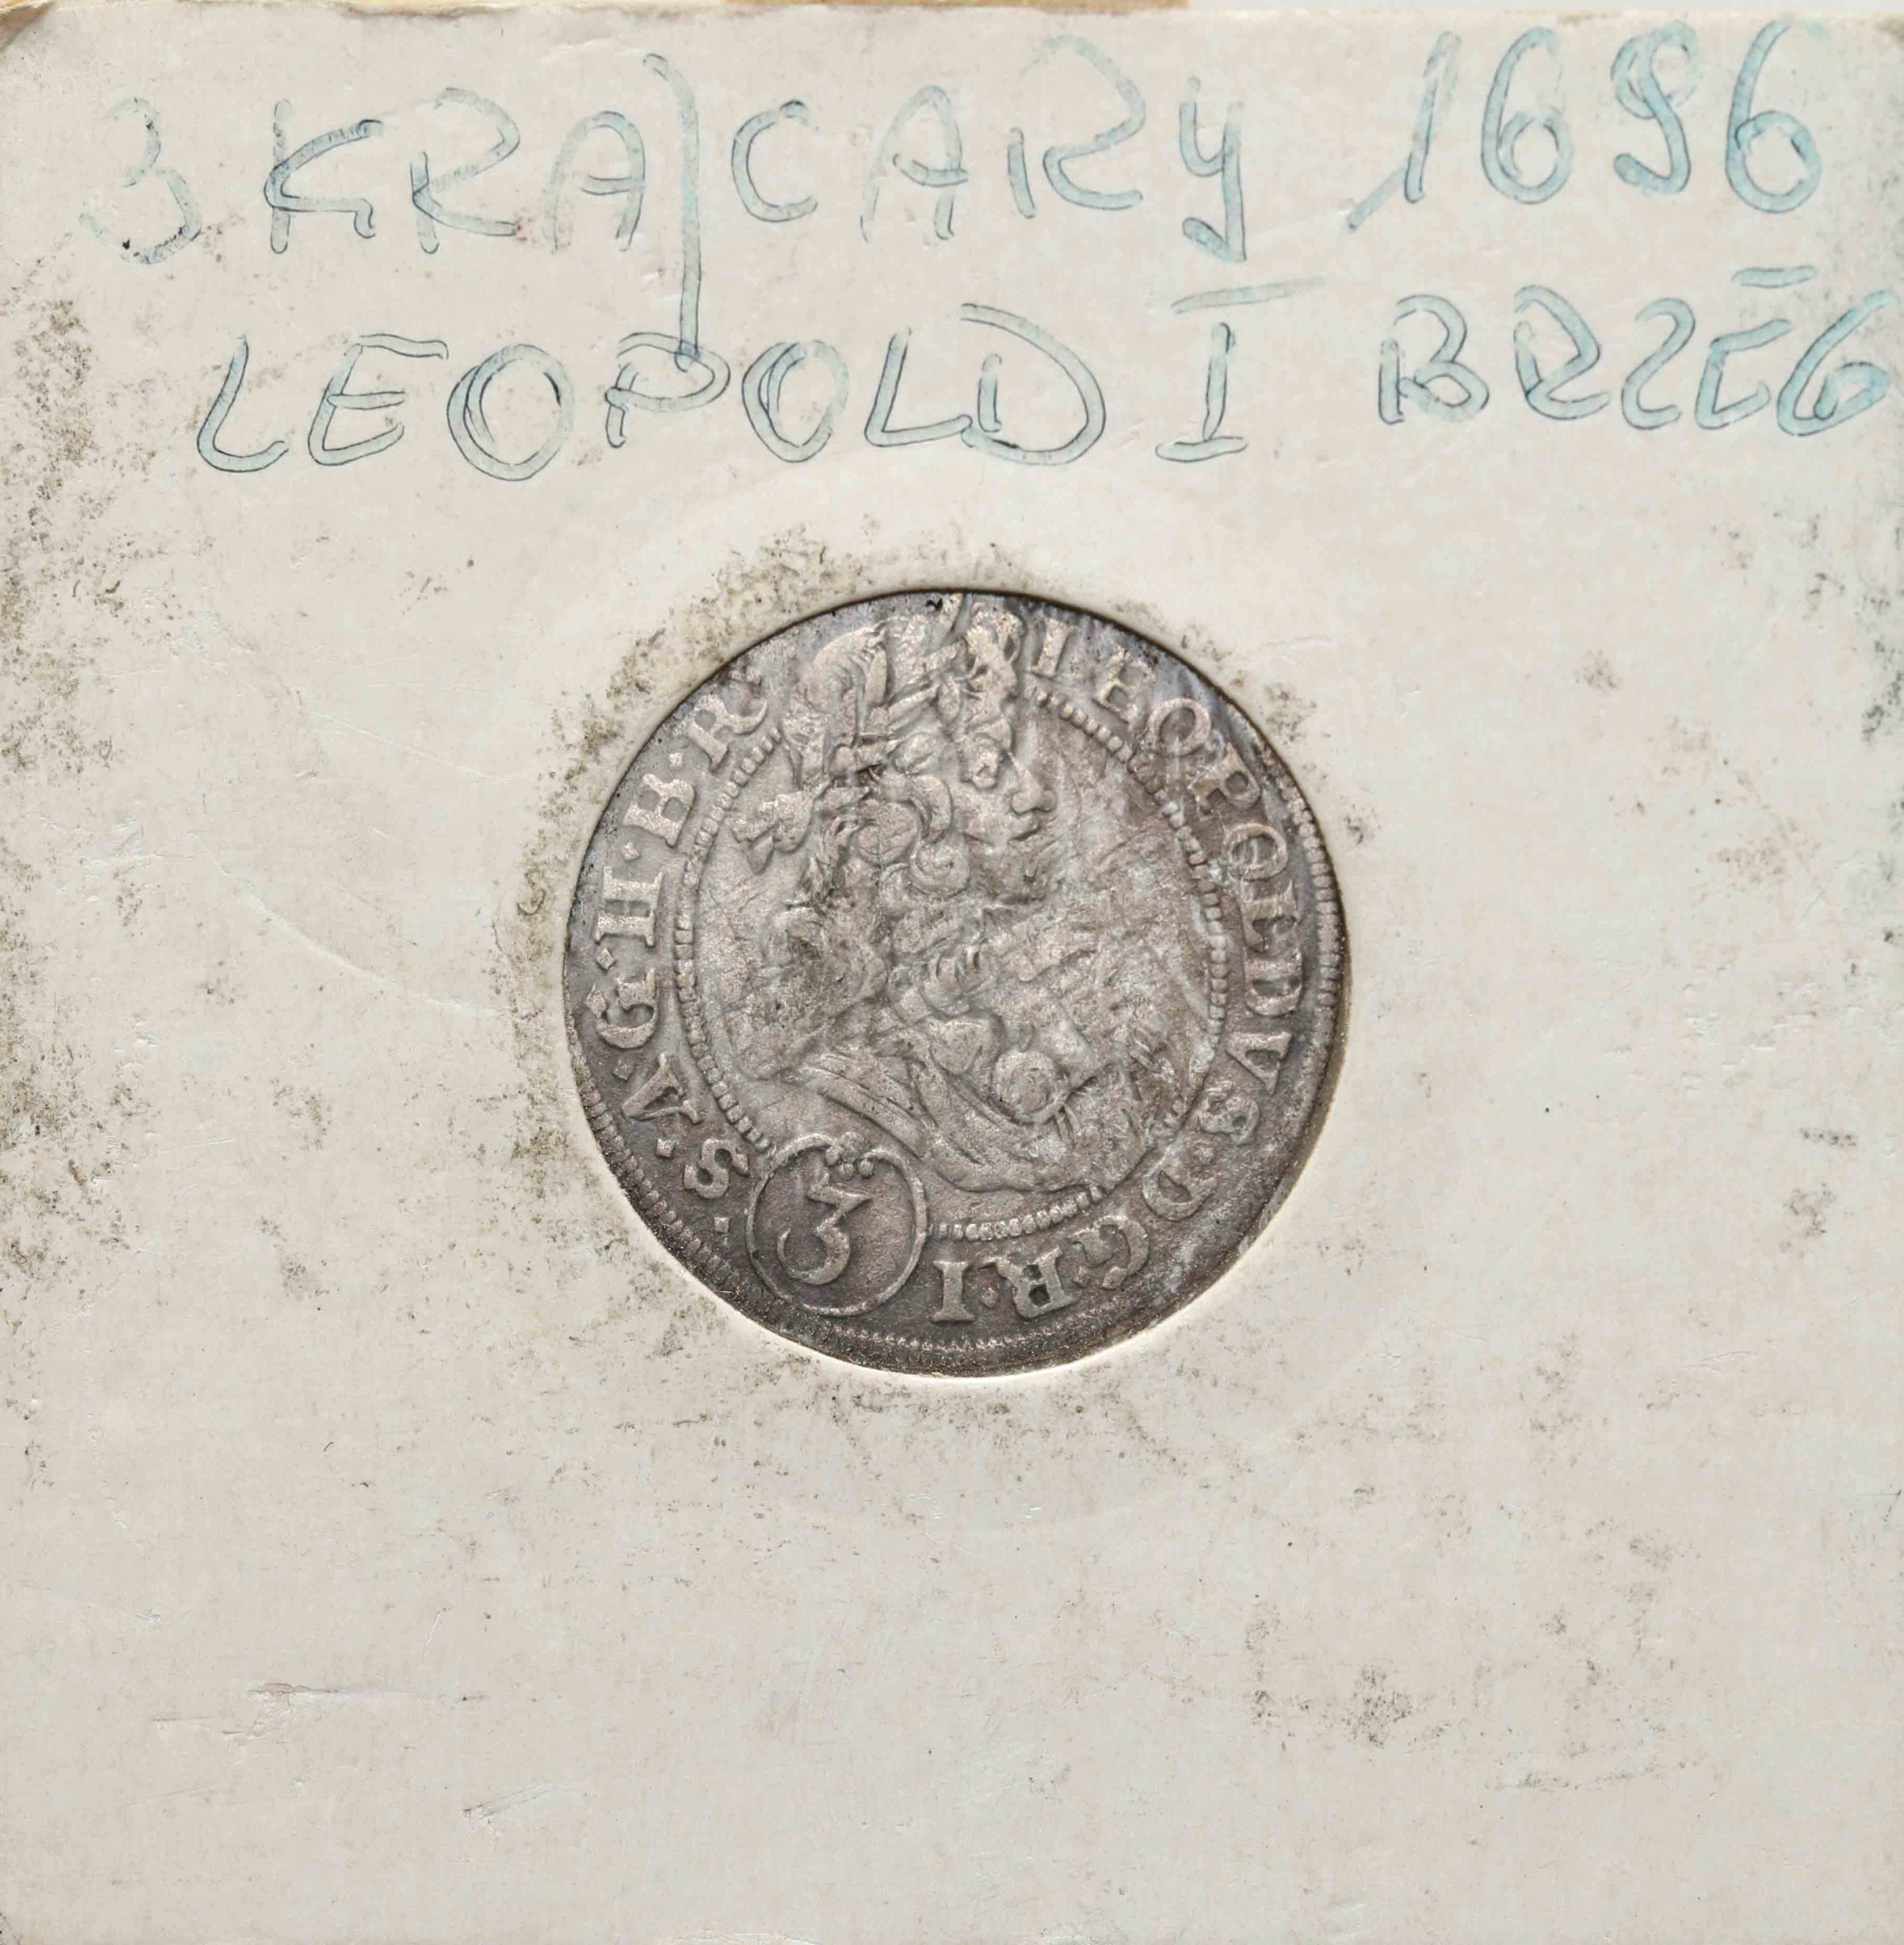 3 KRAJCARY 1696
LEOPOLD I BRZEG
LEOPOLDVS·D·G·R·I
·S·A·G·H·B·R
3